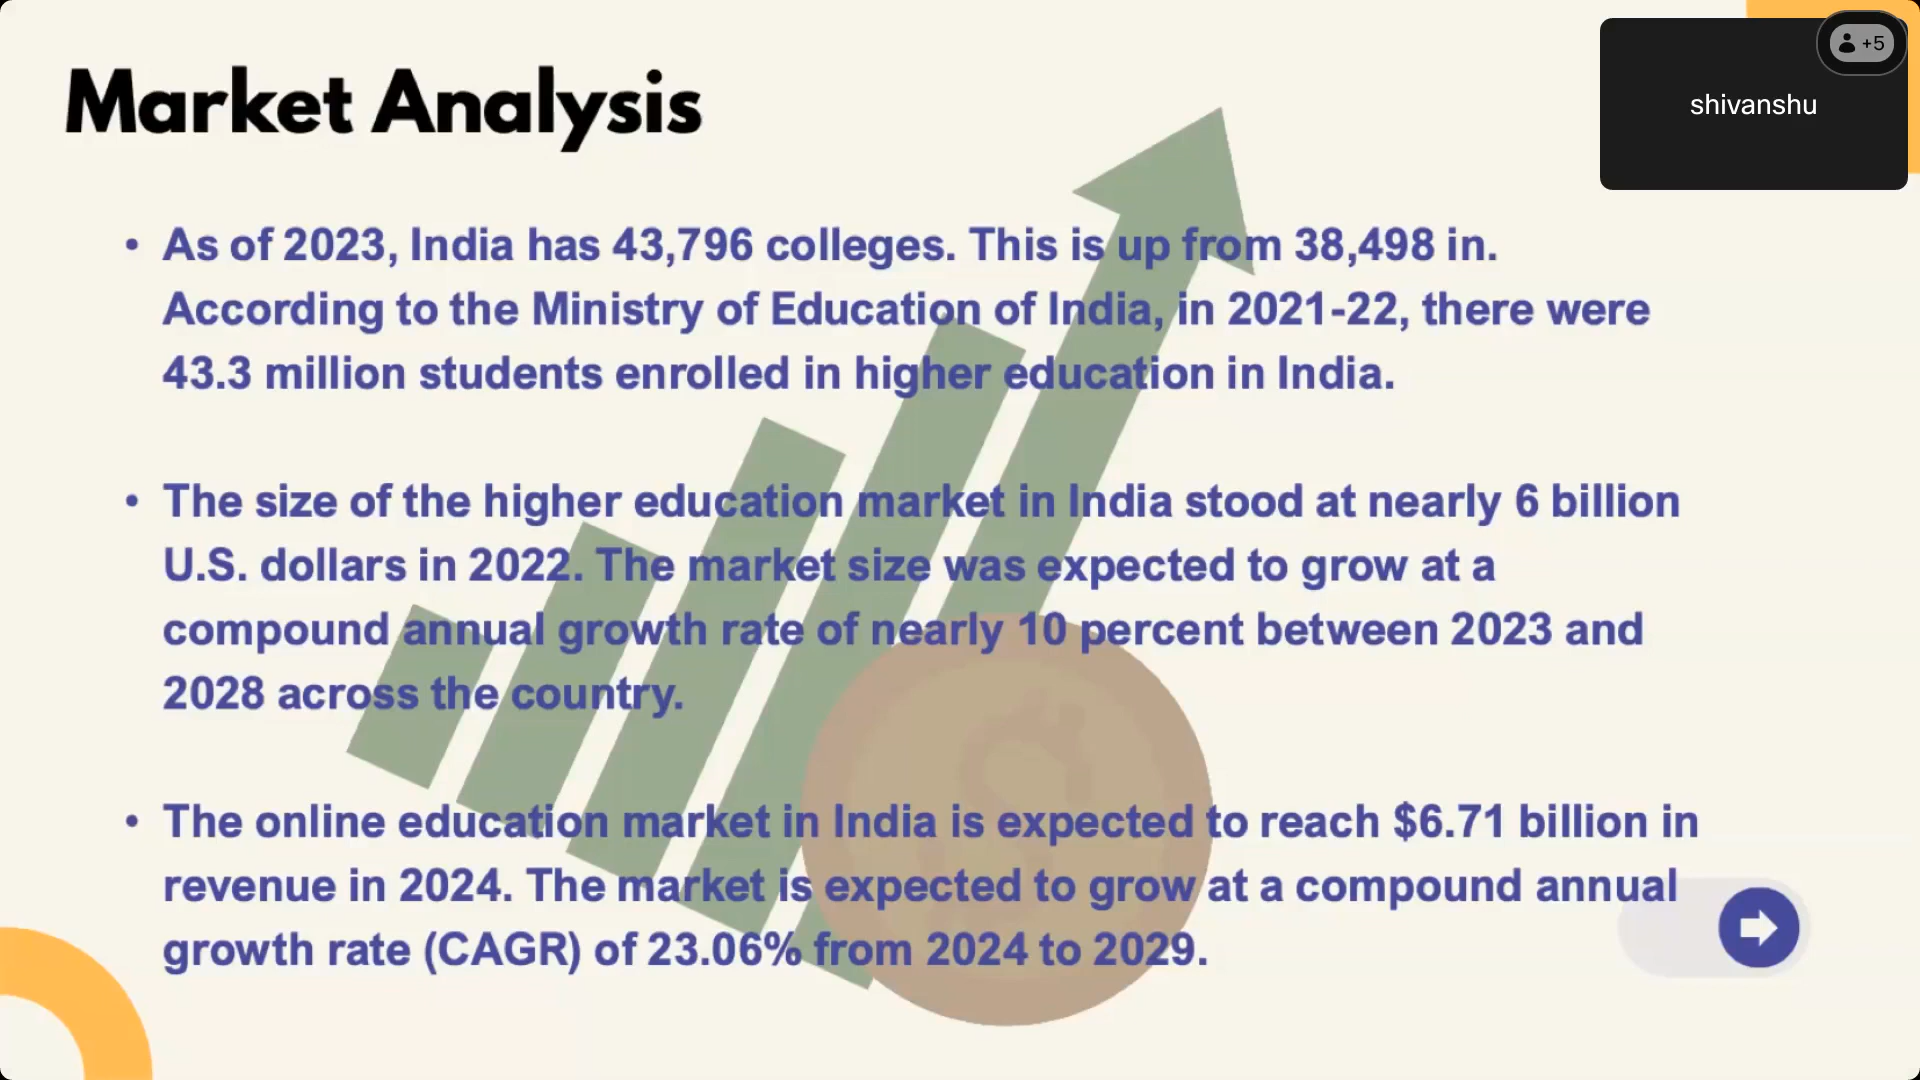 Market Analysis
shivanshu
+5
• As of 2023, India has 43,796 colleges. This is up from 38,498 in.
According to the Ministry of Education of India, in 2021-22, there were
43.3 million students enrolled in higher education in India.
• The size of the higher education market in India stood at nearly 6 billion
U.S. dollars in 2022. The market size was expected to grow at a
compound annual growth rate of nearly 10 percent between 2023 and
2028 across the country.
• The online education market in India is expected to reach $6.71 billion in
revenue in 2024. The market is expected to grow at a compound annual
growth rate (CAGR) of 23.06% from 2024 to 2029.